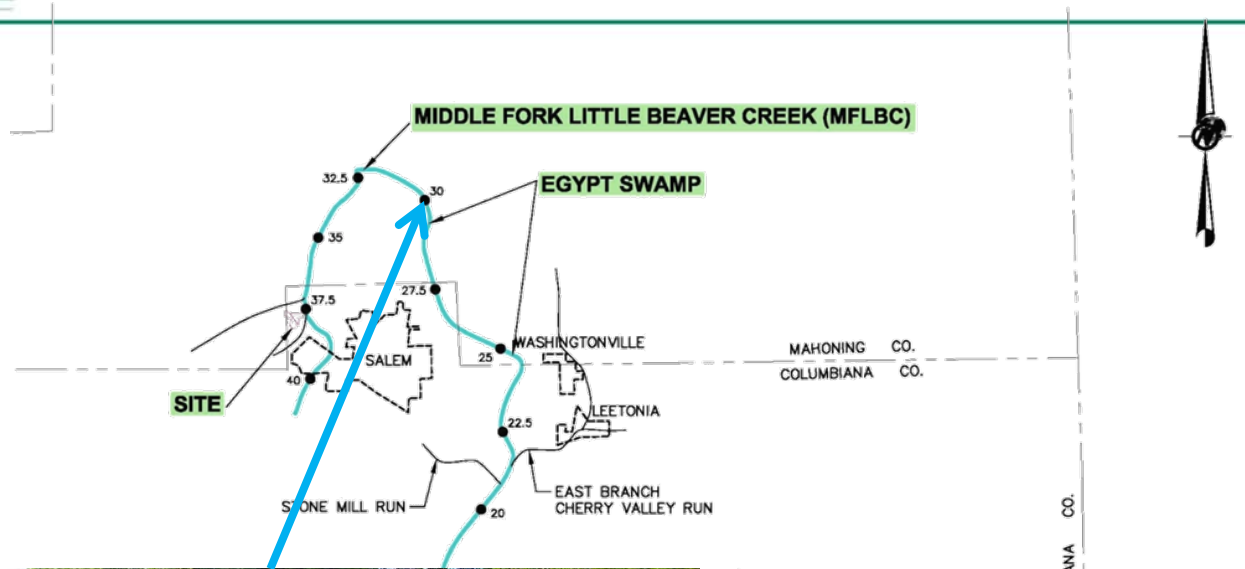 MIDDLE FORK LITTLE BEAVER CREEK (MFLBC)
32.5
30
EGYPT SWAMP
35
37.5
27.5
WASHINGTONVILLE
25
MAHONING CO.
SALEM
COLUMBIANA CO.
40
SITE
LEETONIA
22.5
STONE MILL RUN
EAST BRANCH
CHERRY VALLEY RUN
20
ANA CO.